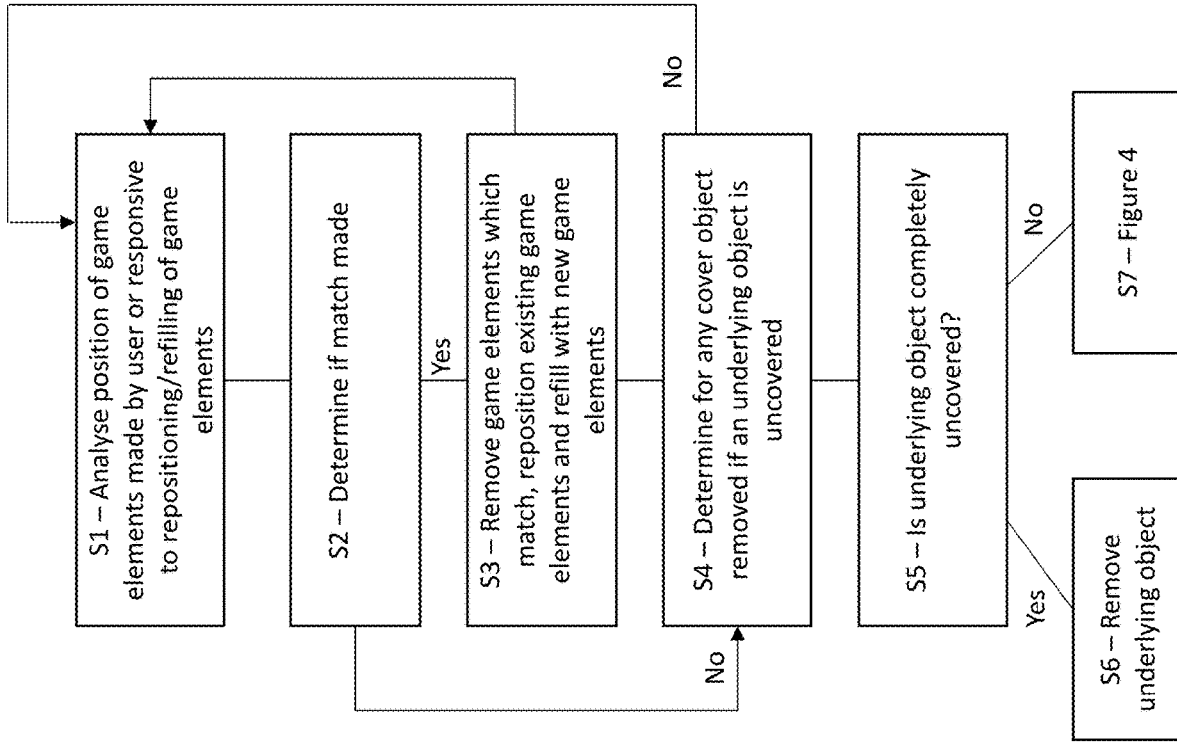 S1 – Analyse position of game
elements made by user or responsive
to repositioning/refilling of game
elements
S2 – Determine if match made
Yes
S3 – Remove game elements which
match, reposition existing game
elements and refill with new game
elements
No
No
S4 – Determine for any cover object
removed if an underlying object is
uncovered
S5 – Is underlying object completely
uncovered?
Yes
No
S6 – Remove
underlying object
S7 – Figure 4